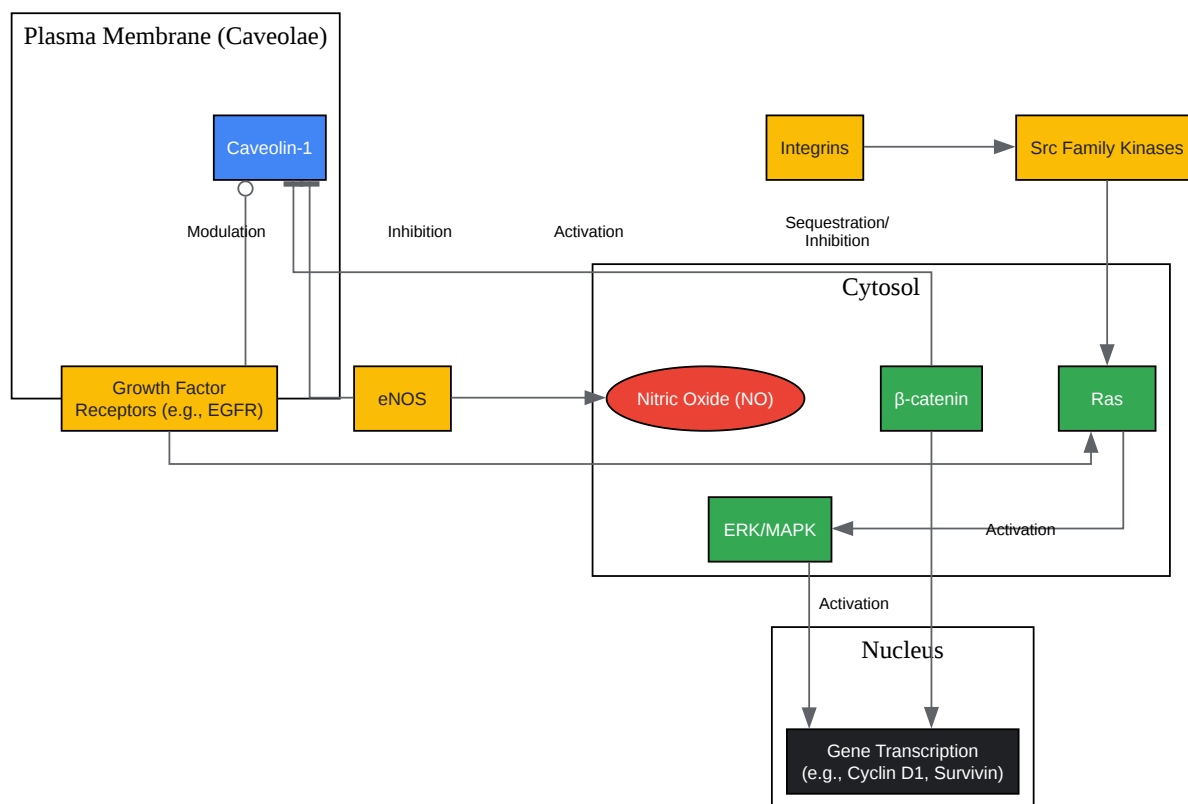 Plasma Membrane (Caveolae)
Caveolin-1
Integrins
Src Family Kinases
Modulation
Inhibition
Activation
Sequestration/
Inhibition
Cytosol
Growth Factor
Receptors (e.g., EGFR)
eNOS
Nitric Oxide (NO)
β-catenin
Ras
ERK/MAPK
Activation
Activation
Nucleus
Gene Transcription
(e.g., Cyclin D1, Survivin)